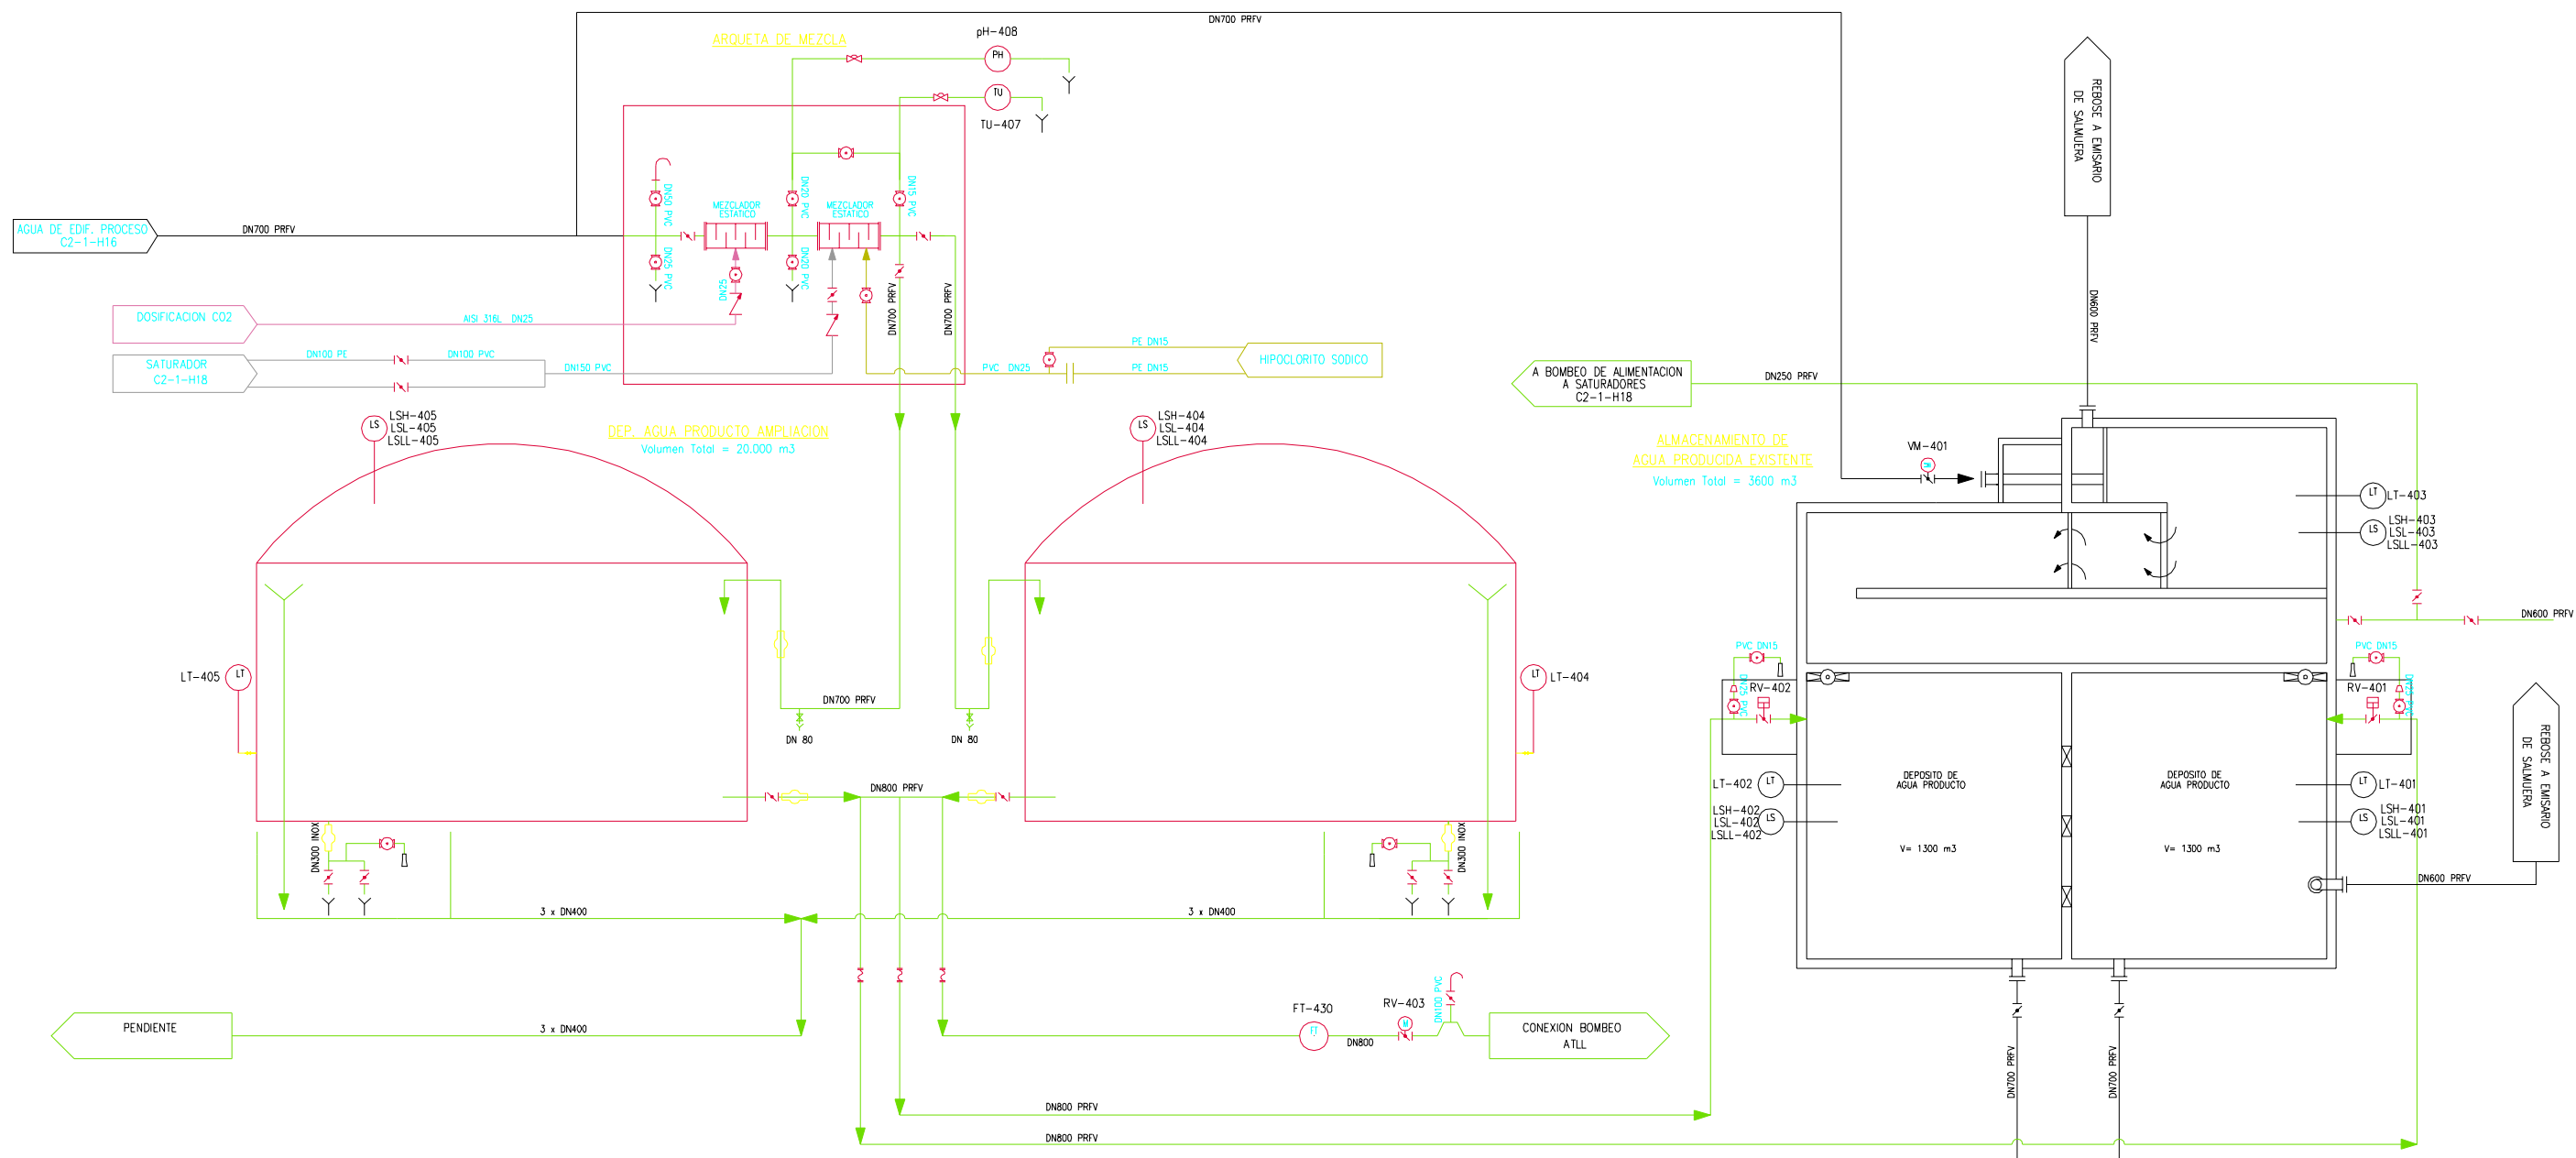 DN700 PRFV
ARQUETA DE MEZCLA
pH-408
PH
TU
TU-407
REBOSE A EMISARIO
DE SALMUERA
AGUA DE EDIF. PROCESO
C2-1-H16
DN700 PRFV
DN50 PVC
DN25 PVC
MEZCLADOR
ESTATICO
DN20 PVC
DN20 PVC
MEZCLADOR
ESTATICO
DN15 PVC
DN25
DN700 PRFV
DN700 PRFV
DN600 PRFV
DOSIFICACION CO2
AISI 316L DN25
SATURADOR
C2-1-H18
DN100 PE
DN100 PVC
DN150 PVC
PVC DN25
PE DN15
PE DN15
HIPOCLORITO SODICO
A BOMBEO DE ALIMENTACION
A SATURADORES
C2-1-H18
DN250 PRFV
LS
LSH-405
LSL-405
LSLL-405
DEP. AGUA PRODUCTO AMPLIACION
Volumen Total = 20.000 m3
LS
LSH-404
LSL-404
LSLL-404
ALMACENAMIENTO DE
AGUA PRODUCIDA EXISTENTE
Volumen Total = 3600 m3
VM-401
M
LT
LT-403
LS
LSH-403
LSL-403
LSLL-403
DN600 PRFV
LT-405
LT
DN700 PRFV
DN 80
DN 80
LT
LT-404
PVC DN15
DN25 PVC
RV-402
PVC DN15
RV-401
DN25 PVC
REBOSE A EMISARIO
DE SALMUERA
DN800 PRFV
LT-402
LT
LSH-402
LSL-402
LSLL-402
LS
DEPOSITO DE
AGUA PRODUCTO
V= 1300 m3
DEPOSITO DE
AGUA PRODUCTO
V= 1300 m3
LT
LT-401
LS
LSH-401
LSL-401
LSLL-401
DN300 INOX
DN300 INOX
DN600 PRFV
3 x DN400
3 x DN400
PENDIENTE
3 x DN400
FT-430
FT
DN800
RV-403
M
DN100 PVC
CONEXION BOMBEO
ATLL
DN700 PRFV
DN700 PRFV
DN800 PRFV
DN800 PRFV